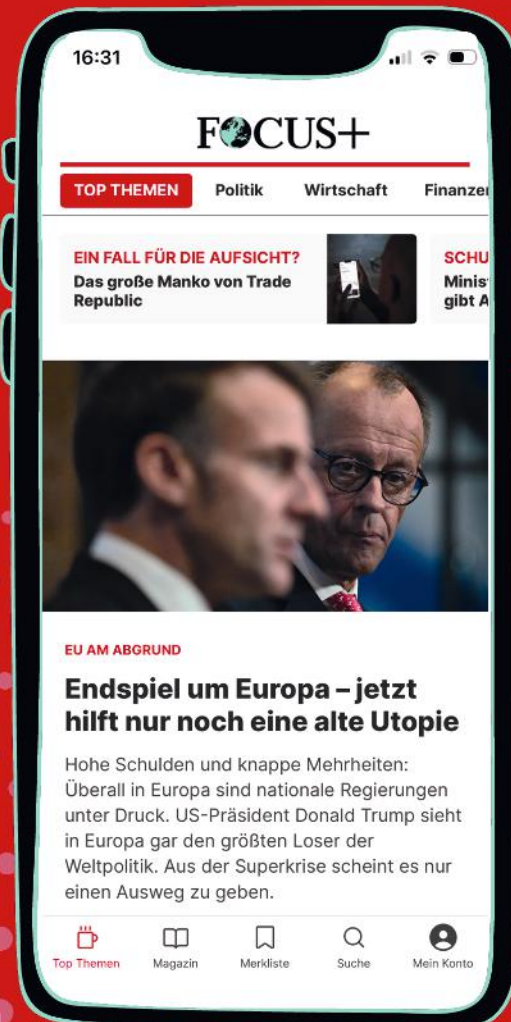 16:31
FOCUS+
TOP THEMEN Politik Wirtschaft Finanzen
EIN FALL FÜR DIE AUFSICHT?
Das große Manko von Trade
Republic
SCHU
Minis
gibt A
EU AM ABGRUND
Endspiel um Europa – jetzt
hilft nur noch eine alte Utopie
Hohe Schulden und knappe Mehrheiten:
Überall in Europa sind nationale Regierungen
unter Druck. US-Präsident Donald Trump sieht
in Europa gar den größten Loser der
Weltpolitik. Aus der Superkrise scheint es nur
einen Ausweg zu geben.
Top Themen Magazin Merkliste Suche Mein Konto